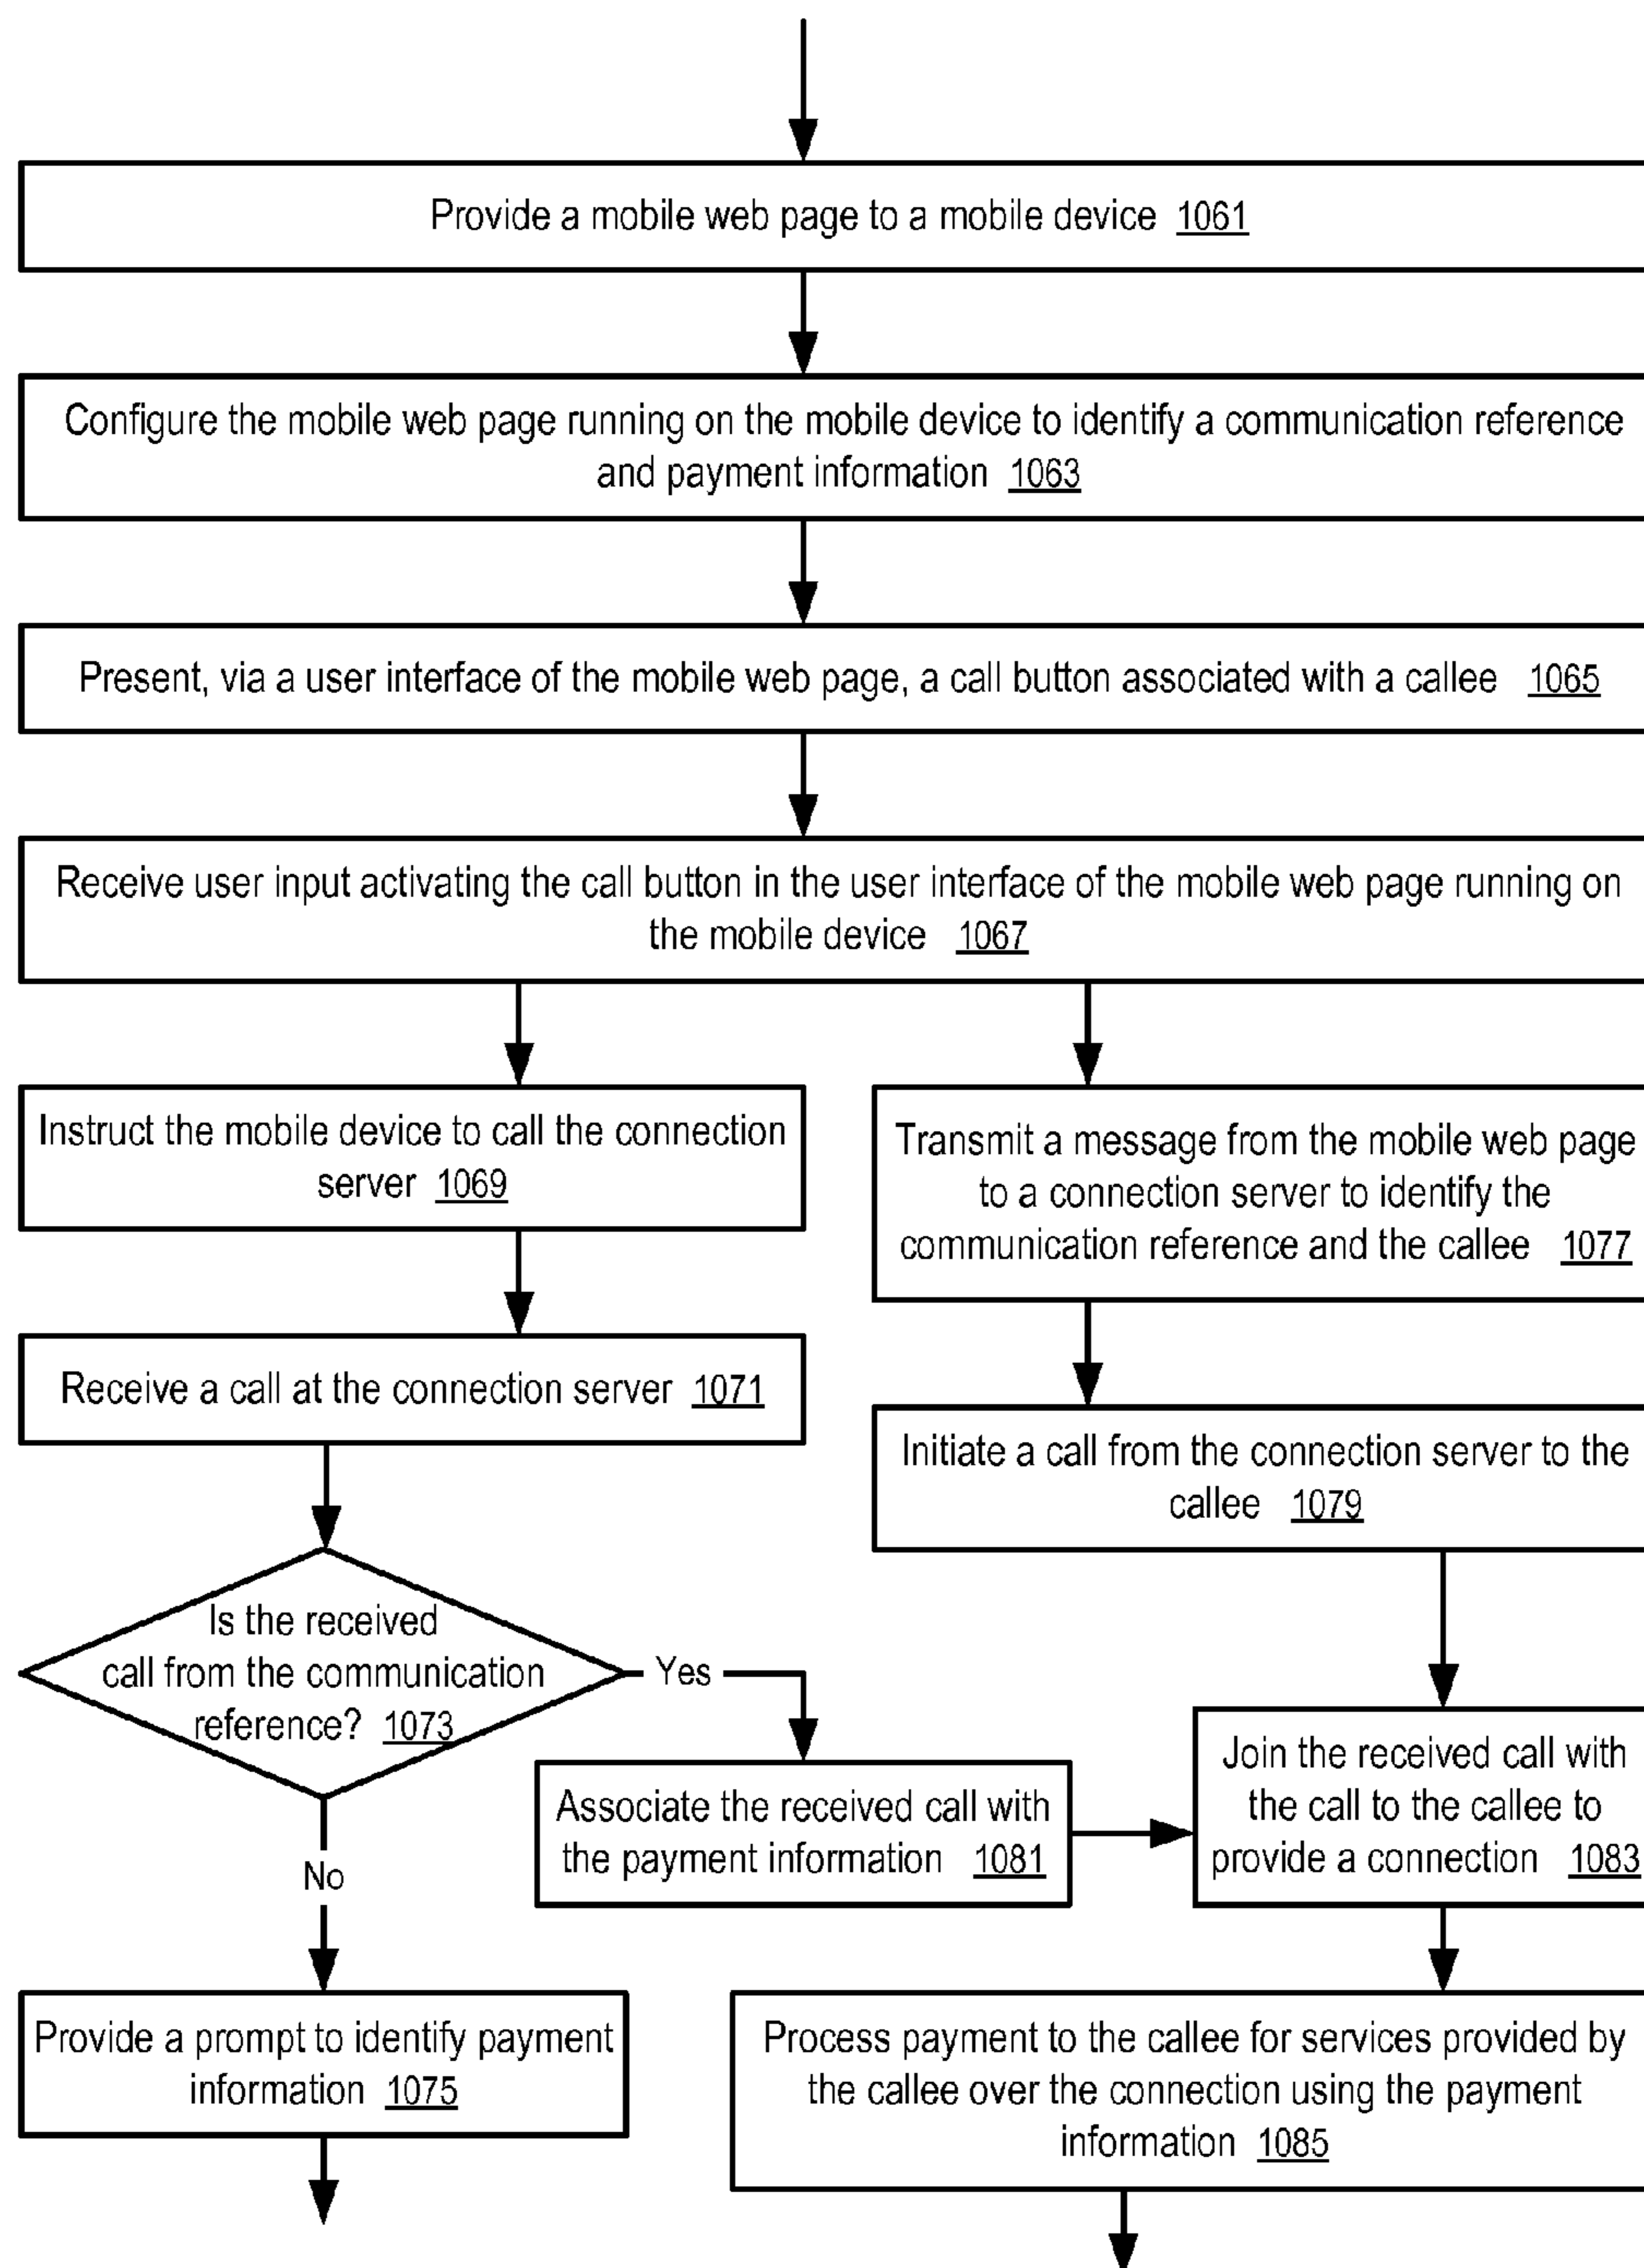 Provide a mobile web page to a mobile device 1061
Configure the mobile web page running on the mobile device to identify a communication reference
and payment information 1063
Present, via a user interface of the mobile web page, a call button associated with a callee 1065
Receive user input activating the call button in the user interface of the mobile web page running on
the mobile device 1067
Instruct the mobile device to call the connection
server 1069
Transmit a message from the mobile web page
to a connection server to identify the
communication reference and the callee 1077
Receive a call at the connection server 1071
Initiate a call from the connection server to the
callee 1079
Is the received
call from the communication
reference? 1073
Yes
No
Associate the received call with
the payment information 1081
Join the received call with
the call to the callee to
provide a connection 1083
Provide a prompt to identify payment
information 1075
Process payment to the callee for services provided by
the callee over the connection using the payment
information 1085